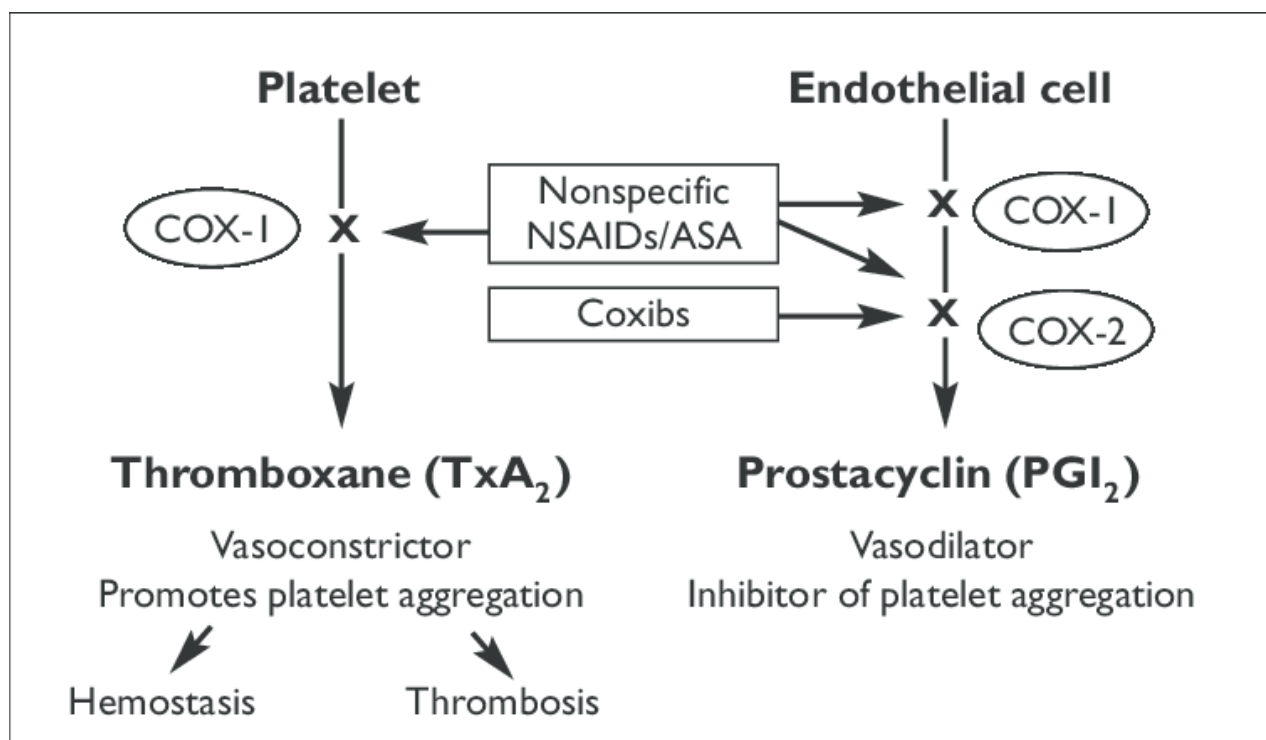 Platelet
Endothelial cell
Nonspecific
NSAIDs/ASA
COX-1
X
X
COX-1
Coxibs
X
COX-2
Thromboxane (TxA₂)
Prostacyclin (PGI₂)
Vasoconstrictor
Vasodilator
Promotes platelet aggregation
Inhibitor of platelet aggregation
Hemostasis
Thrombosis